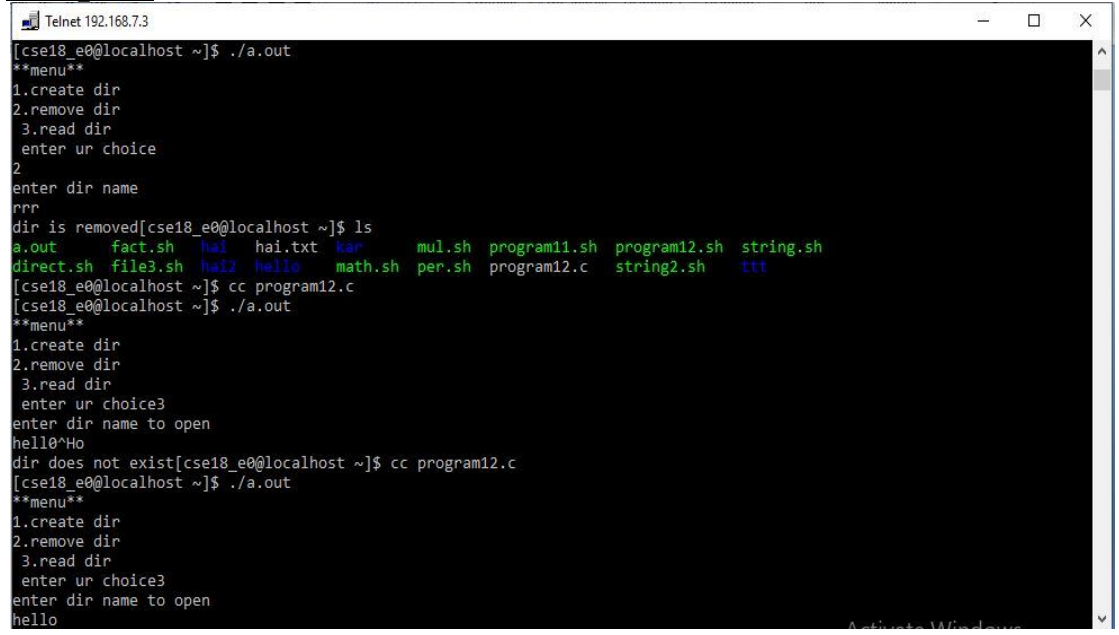 Telnet 192.168.7.3
[cse18_e0@localhost ~]$ ./a.out
**menu**
1.create dir
2.remove dir
 3.read dir
 enter ur choice
2
enter dir name
rrr
dir is removed[cse18_e0@localhost ~]$ ls
a.out fact.sh hai hai.txt kar mul.sh program11.sh program12.sh string.sh
direct.sh file3.sh hai2 hello math.sh per.sh program12.c string2.sh ttt
[cse18_e0@localhost ~]$ cc program12.c
[cse18_e0@localhost ~]$ ./a.out
**menu**
1.create dir
2.remove dir
 3.read dir
 enter ur choice3
enter dir name to open
hell0^Ho
dir does not exist[cse18_e0@localhost ~]$ cc program12.c
[cse18_e0@localhost ~]$ ./a.out
**menu**
1.create dir
2.remove dir
 3.read dir
 enter ur choice3
enter dir name to open
hello
Activate Windows